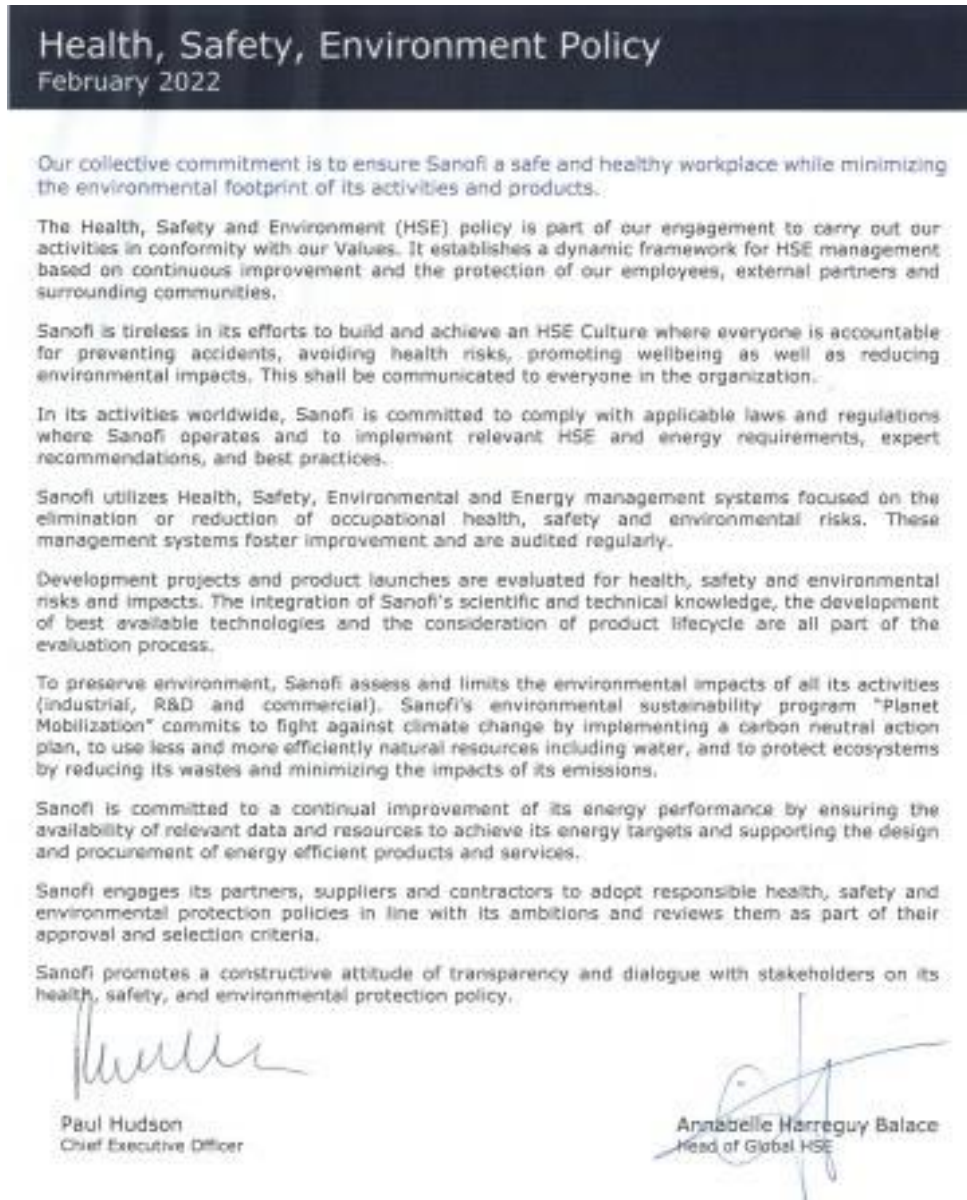 Health, Safety, Environment Policy
February 2022
Our collective commitment is to ensure Sanofi a safe and healthy workplace while minimizing
the environmental footprint of its activities and products.
The Health, Safety and Environment (HSE) policy is part of our engagement to carry out our
activities in conformity with our Values. It establishes a dynamic framework for HSE management
based on continuous improvement and the protection of our employees, external partners and
surrounding communities.
Sanofi is tireless in its efforts to build and achieve an HSE Culture where everyone is accountable
for preventing accidents, avoiding health risks, promoting wellbeing as well as reducing
environmental impacts. This shall be communicated to everyone in the organization.
In its activities worldwide, Sanofi is committed to comply with applicable laws and regulations
where Sanofi operates and to implement relevant HSE and energy requirements, expert
recommendations, and best practices.
Sanofi utilizes Health, Safety, Environmental and Energy management systems focused on the
elimination or reduction of occupational health, safety and environmental risks. These
management systems foster improvement and are audited regularly.
Development projects and product launches are evaluated for health, safety and environmental
risks and impacts. The integration of Sanofi's scientific and technical knowledge, the development
of best available technologies and the consideration of product lifecycle are all part of the
evaluation process.
To preserve environment, Sanofi assess and limits the environmental impacts of all its activities
(industrial, R&D and commercial). Sanofi's environmental sustainability program "Planet
Mobilization" commits to fight against climate change by implementing a carbon neutral action
plan, to use less and more efficiently natural resources including water, and to protect ecosystems
by reducing its wastes and minimizing the impacts of its emissions.
Sanofi is committed to a continual improvement of its energy performance by ensuring the
availability of relevant data and resources to achieve its energy targets and supporting the design
and procurement of energy efficient products and services.
Sanofi engages its partners, suppliers and contractors to adopt responsible health, safety and
environmental protection policies in line with its ambitions and reviews them as part of their
approval and selection criteria.
Sanofi promotes a constructive attitude of transparency and dialogue with stakeholders on its
health, safety, and environmental protection policy.
Paul Hudson
Chief Executive Officer
Annabelle Harreguy Balace
Head of Global HSE